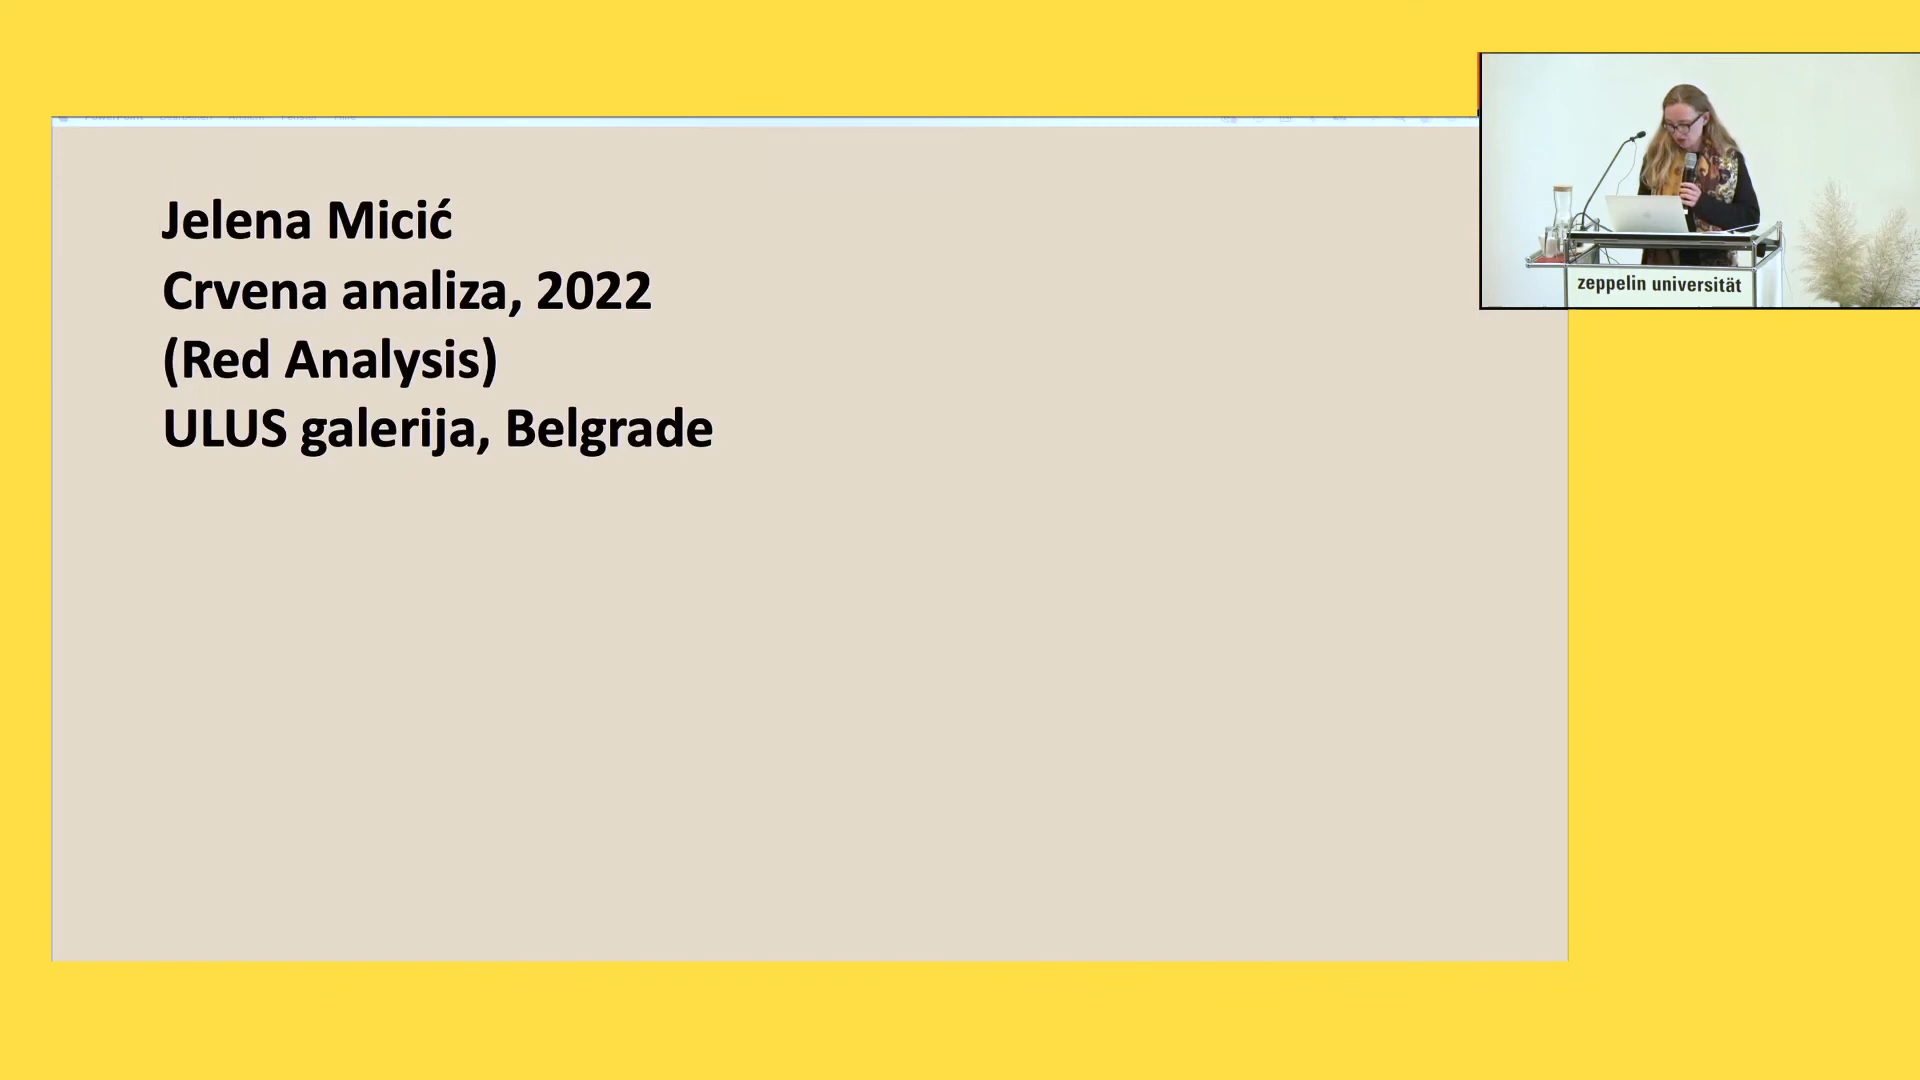 Jelena Micić
Crvena analiza, 2022
(Red Analysis)
ULUS galerija, Belgrade
zeppelin universität